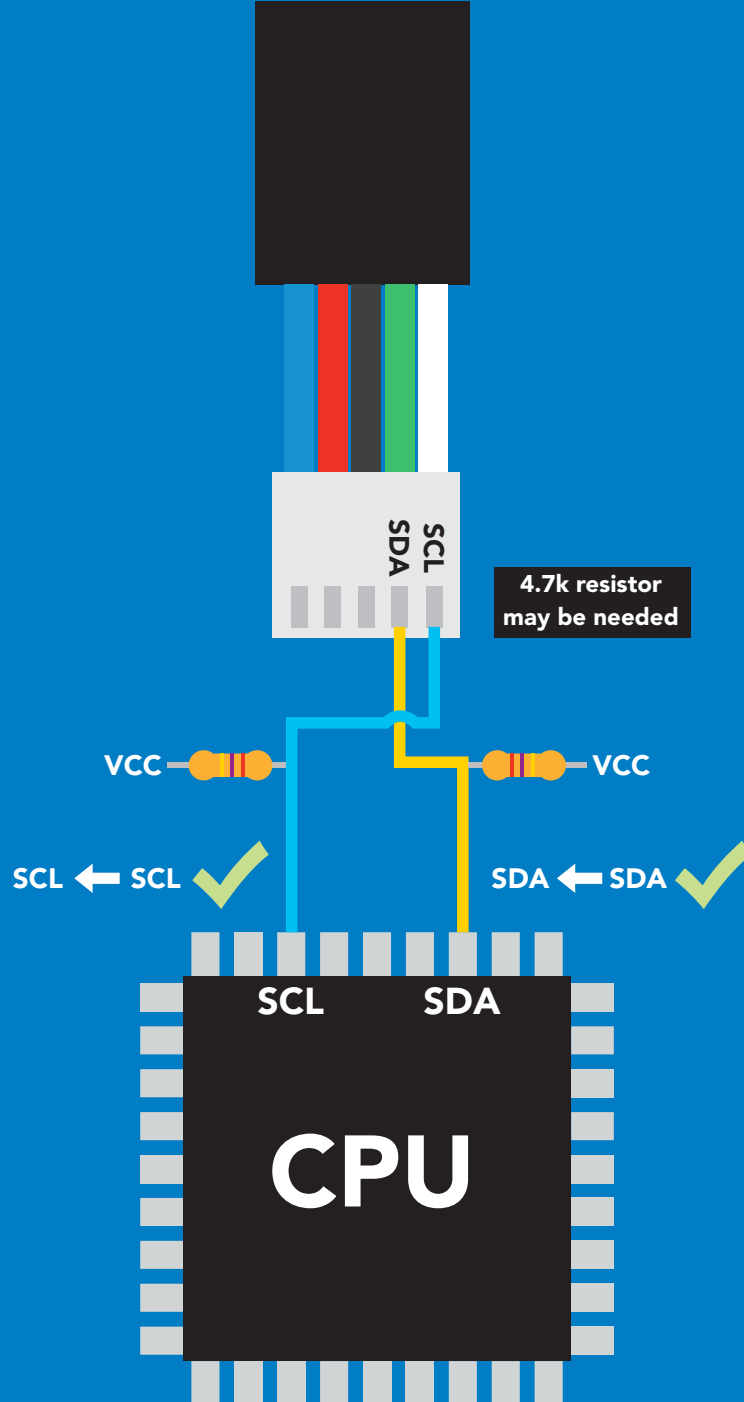 SDA
SCL
4.7k resistor
may be needed
VCC
VCC
SCL SCL
SDA SDA
SCL
SDA
CPU